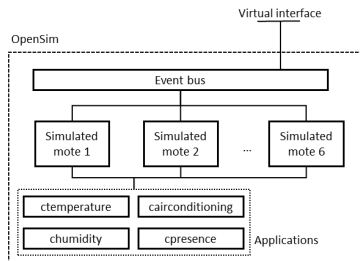 Virtual interface
OpenSim
Event bus
Simulated
mote 1
Simulated
mote 2
...
Simulated
mote 6
ctemperature
cairconditioning
chumidity
cpresence
Applications